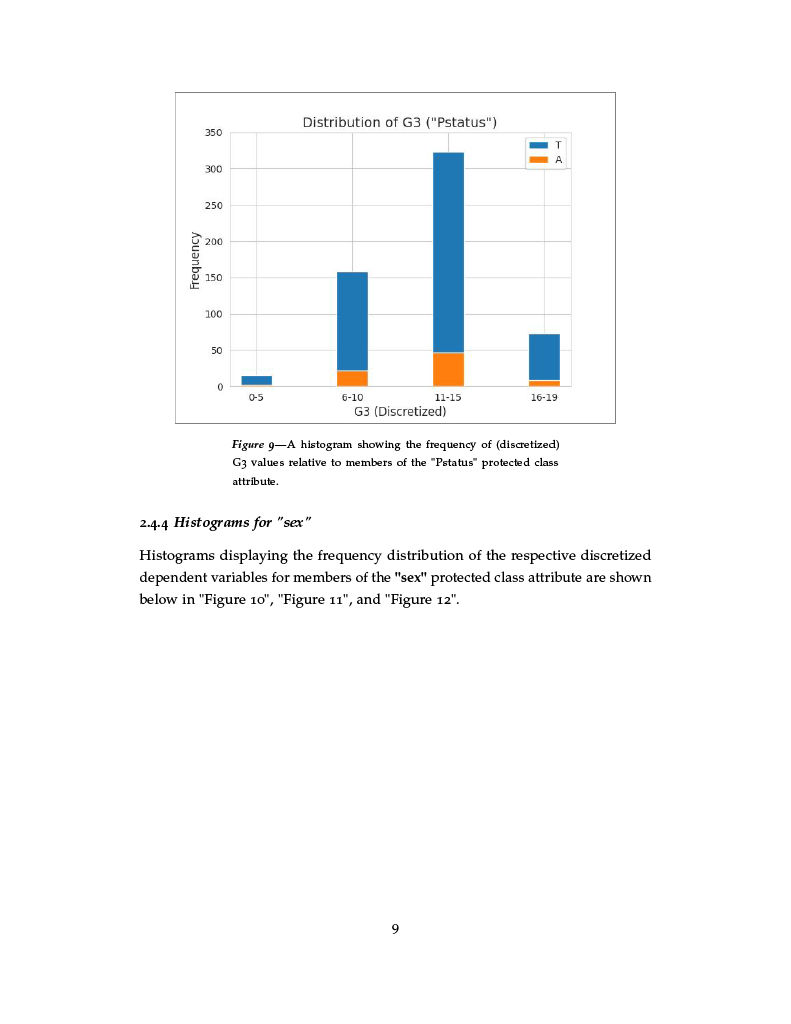 Distribution of G3 ("Pstatus")
350
300
250
200
150
100
50
0
Frequency
T
A
0-5 6-10 11-15 16-19
G3 (Discretized)
Figure 9—A histogram showing the frequency of (discretized)
G3 values relative to members of the "Pstatus" protected class
attribute.
2.4.4 Histograms for "sex"
Histograms displaying the frequency distribution of the respective discretized
dependent variables for members of the "sex" protected class attribute are shown
below in "Figure 10", "Figure 11", and "Figure 12".
9